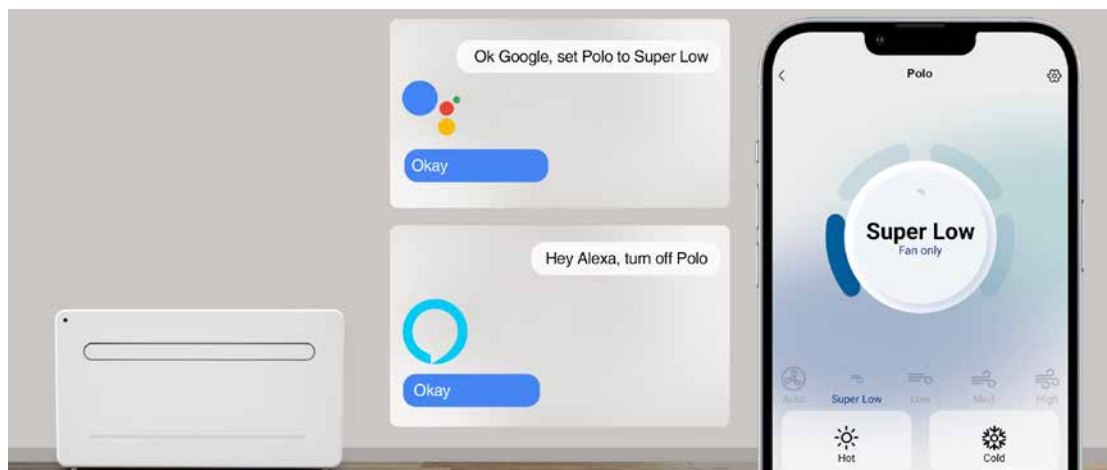 Ok Google, set Polo to Super Low
Okay
Hey Alexa, turn off Polo
Okay
Polo
Super Low
Fan only
Auto
Super Low
Low
Med
High
Hot
Cold